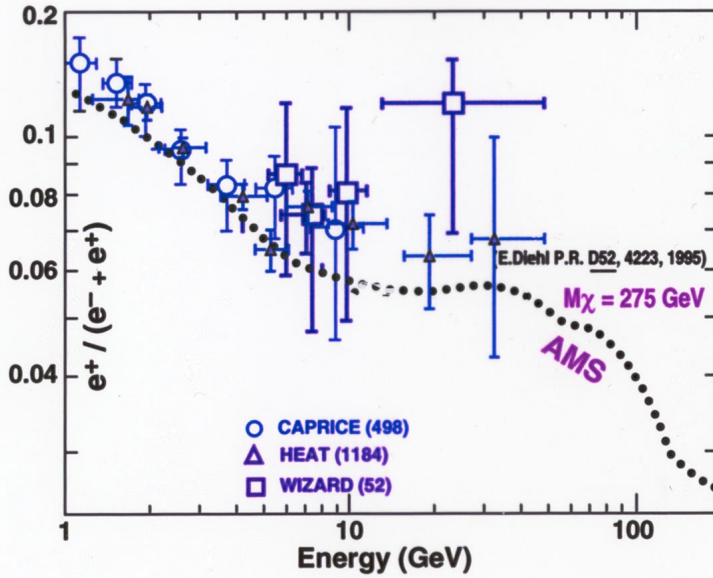 0.2
0.1
0.08
0.06
0.04
e⁺ / (e⁻ + e⁺)
(E.Diehl P.R. D52, 4223, 1995)
Mχ = 275 GeV
AMS
CAPRICE (498)
HEAT (1184)
WIZARD (52)
1 10 100
Energy (GeV)